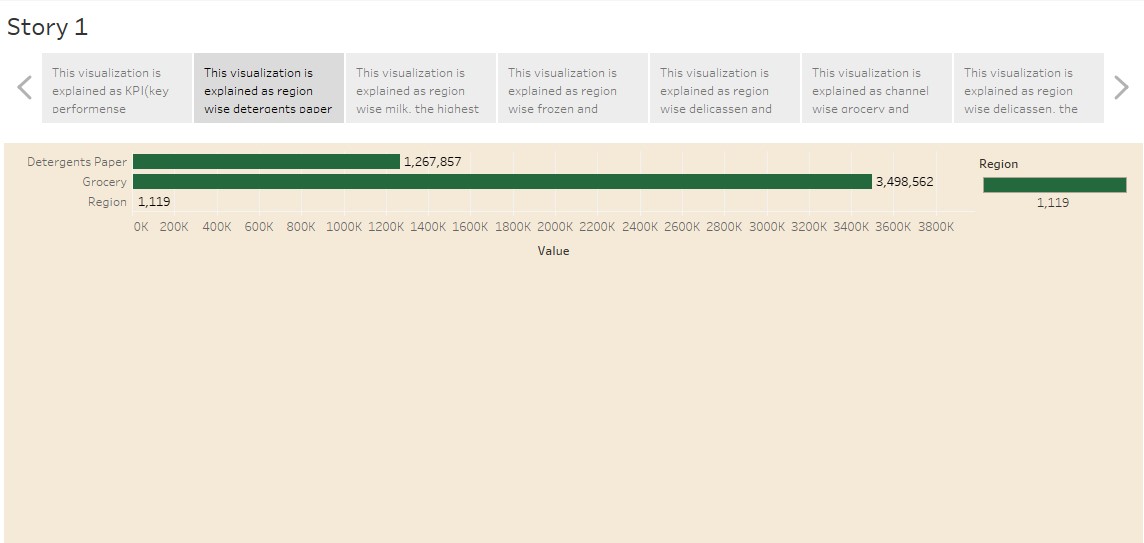 Story 1
This visualization is
explained as KPI(key
performense
This visualization is
explained as region
wise detergents paper
This visualization is
explained as region
wise milk, the highest
This visualization is
explained as region
wise frozen and
This visualization is
explained as region
wise delicassen and
This visualization is
explained as channel
wise grocery and
This visualization is
explained as region
wise delicassen, the
Detergents Paper 1,267,857
Grocery 3,498,562
Region 1,119
0K 200K 400K 600K 800K 1000K 1200K 1400K 1600K 1800K 2000K 2200K 2400K 2600K 2800K 3000K 3200K 3400K 3600K 3800K
Value
Region
1,119